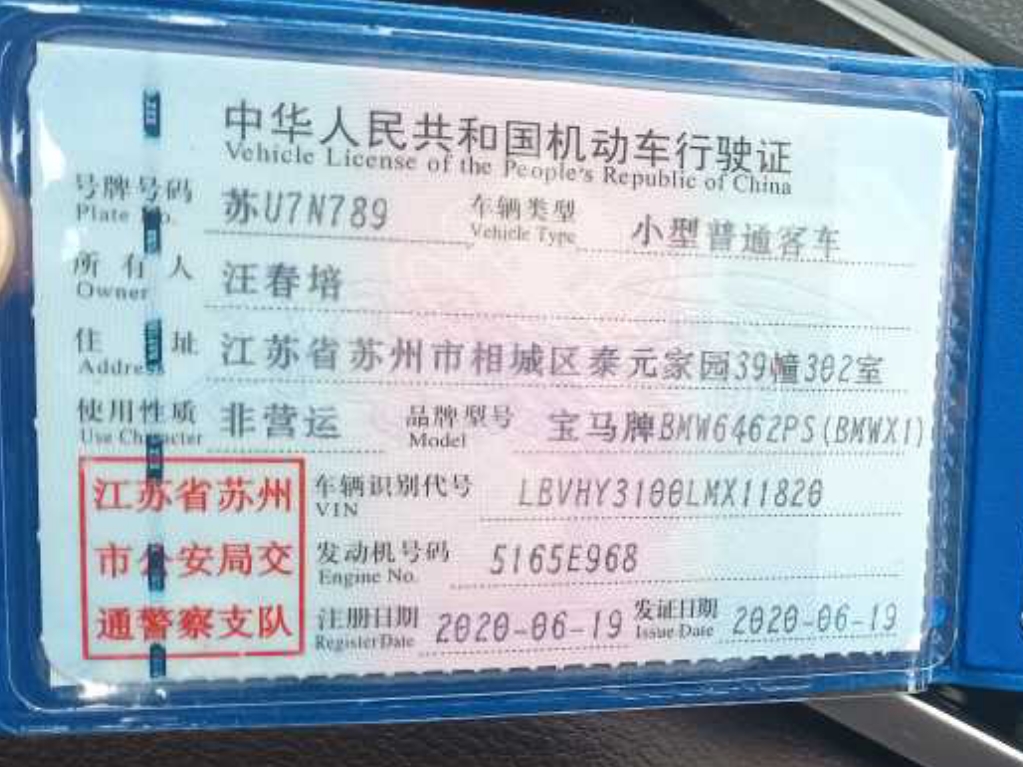 中华人民共和国机动车行驶证
Vehicle License of the People's Republic of China
号牌号码 苏U7N789 车辆类型 小型普通客车
Plate No. Vehicle Type
所有人 汪春培
Owner
住址 江苏省苏州市相城区泰元家园39幢302室
Address
使用性质 非营运 品牌型号 宝马牌BMW6462PS(BMWX1)
Use Character Model
江苏省苏州 车辆识别代号 LBVHY3100LMX11820
VIN
市公安局交 发动机号码 5165E968
Engine No.
通警察支队 注册日期 2020-06-19 发证日期 2020-06-19
Register Date Issue Date